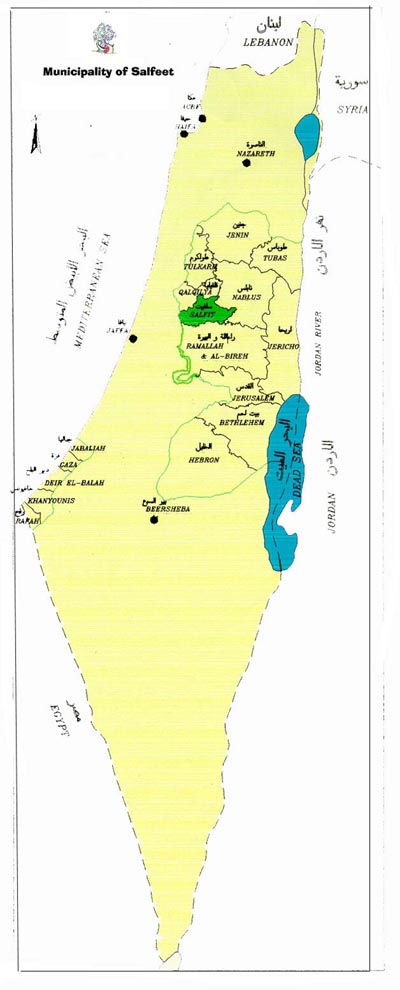 Municipality of Salfeet
لبنان
LEBANON
سورية
SYRIA
عكا
ACRE
حيفا
HAIFA
الناصرة
NAZARETH
البحر الابيض المتوسط
MEDITERRANEAN SEA
نهر الاردن
JORDAN RIVER
جنين
JENIN
طوباس
TUBAS
طولكرم
TULKARM
قلقيلية
QALQILYA
نابلس
NABLUS
سلفيت
SALFIT
يافا
JAFFA
رام الله و البيرة
RAMALLAH
& AL-BIREH
اريحا
JERICHO
القدس
JERUSALEM
بيت لحم
BETHLEHEM
الخليل
HEBRON
البحر الميت
DEAD SEA
الاردن
JORDAN
جباليا
JABALIAH
غزة
GAZA
دير البلح
DEIR EL-BALAH
خانيونس
KHANYOUNIS
رفح
RAFAH
بير السبع
BEERSHEBA
مصر
EGYPT